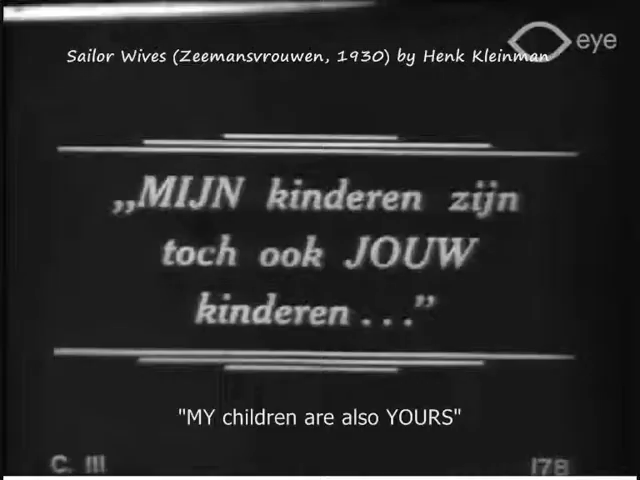 eye
Sailor Wives (Zeemansvrouwen, 1930) by Henk Kleinman
„MIJN kinderen zijn
toch ook JOUW
kinderen...”
"MY children are also YOURS"
C. III
178